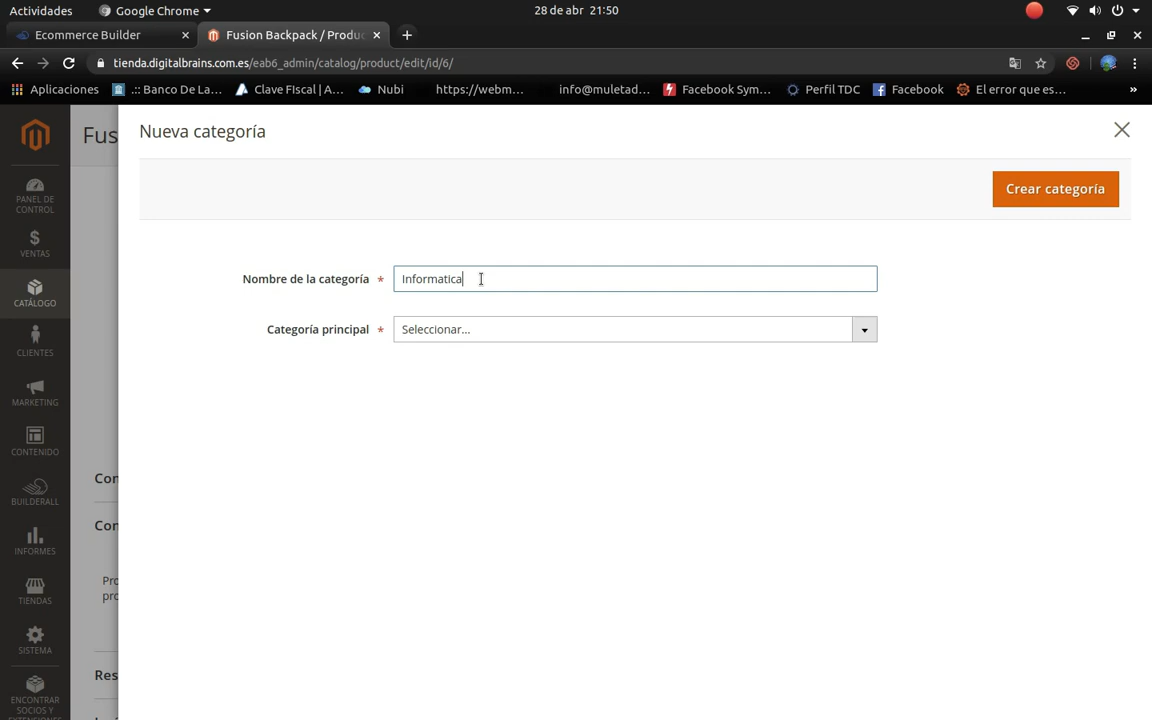 Actividades
Google Chrome
28 de abr 21:50
Ecommerce Builder
Fusion Backpack / Produc
tienda.digitalbrains.com.es/eab6_admin/catalog/product/edit/id/6/
Aplicaciones
.:: Banco De La...
Clave FIscal | A...
Nubi
https://webm...
info@muletad...
Facebook Sym...
Perfil TDC
Facebook
El error que es...
»
Fus
Nueva categoría
Crear categoría
PANEL DE
CONTROL
VENTAS
CATÁLOGO
CLIENTES
MARKETING
CONTENIDO
BUILDERALL
INFORMES
TIENDAS
SISTEMA
ENCONTRAR
SOCIOS Y
EXTENSIONES
Nombre de la categoría *
Informatica
Categoría principal *
Seleccionar...
Con
Con
Pro
pro
Res